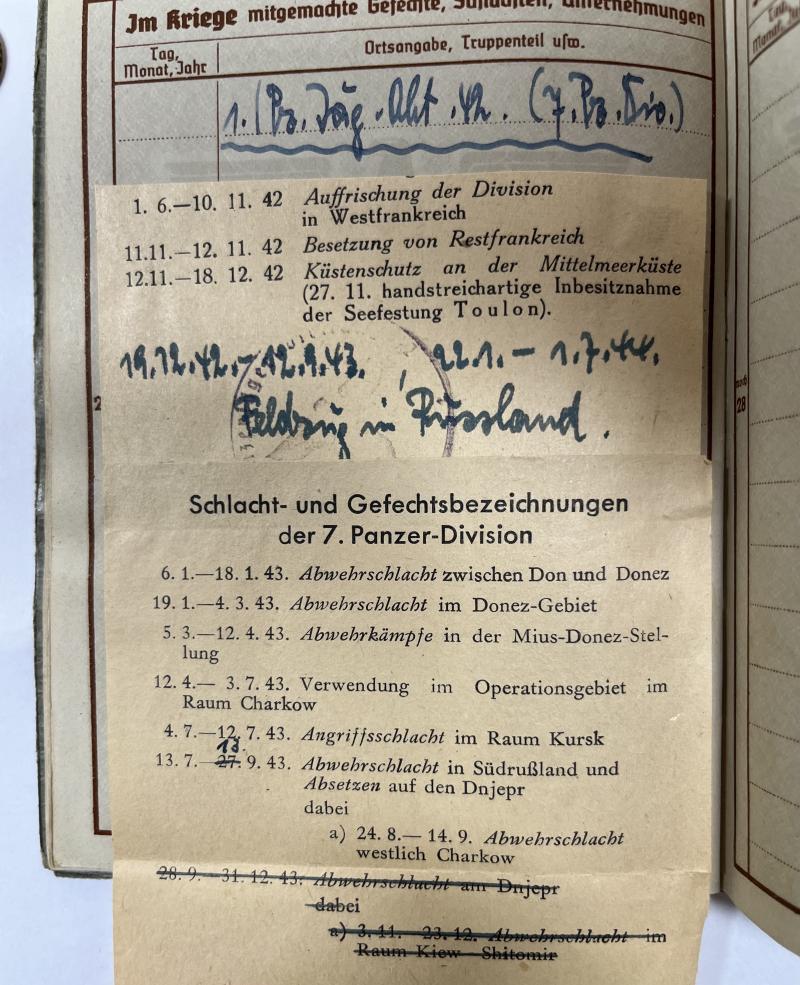 Im Kriege mitgemachte Gefechte, Schlachten, Unternehmungen
Tag, Monat, Jahr
Ortsangabe, Truppenteil usw.
1. (Pz. Jäg. Abt. 42. (7. Pz. Div.)
1. 6.—10. 11. 42 Auffrischung der Division
in Westfrankreich
11.11.—12. 11. 42 Besetzung von Restfrankreich
12.11.—18. 12. 42 Küstenschutz an der Mittelmeerküste
(27. 11. handstreichartige Inbesitznahme
der Seefestung Toulon).
19.12.42.-12.9.43., 22.1. - 1.7.44.
Feldzug in Russland.
Schlacht- und Gefechtsbezeichnungen
der 7. Panzer-Division
6. 1.—18. 1. 43. Abwehrschlacht zwischen Don und Donez
19. 1.—4. 3. 43. Abwehrschlacht im Donez-Gebiet
5. 3.—12. 4. 43. Abwehrkämpfe in der Mius-Donez-Stel-
lung
12. 4.— 3. 7. 43. Verwendung im Operationsgebiet im
Raum Charkow
4. 7.—12. 7. 43. Angriffsschlacht im Raum Kursk
13. 7.—27. 9. 43. Abwehrschlacht in Südrußland und
Absetzen auf den Dnjepr
dabei
a) 24. 8.— 14. 9. Abwehrschlacht
westlich Charkow
28. 9.—31. 12. 43. Abwehrschlacht am Dnjepr
dabei
a) 3. 11.—23. 12. Abwehrschlacht im
Raum Kiew—Shitomir
28